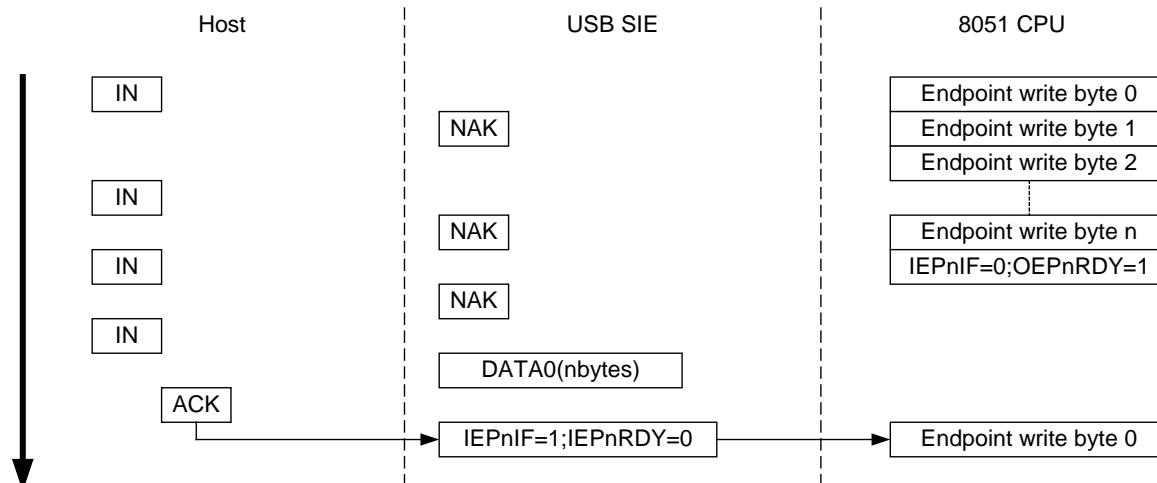 Host
USB SIE
8051 CPU
IN
Endpoint write byte 0
NAK
Endpoint write byte 1
Endpoint write byte 2
IN
NAK
Endpoint write byte n
IN
IEPnIF=0;OEPnRDY=1
NAK
IN
DATA0(nbytes)
ACK
IEPnIF=1;IEPnRDY=0
Endpoint write byte 0